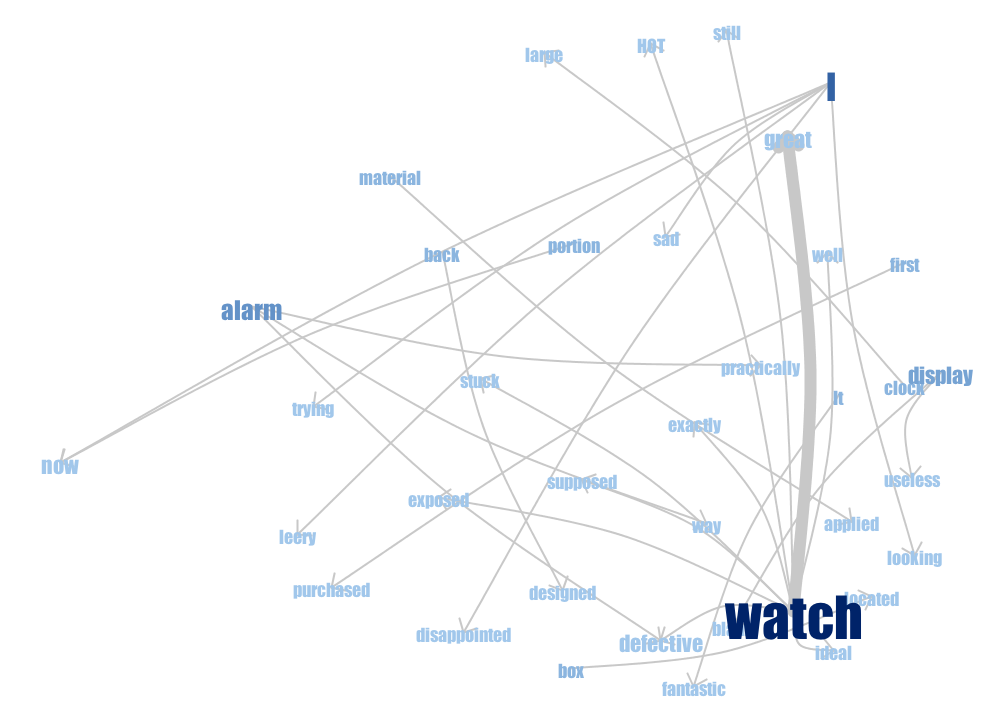 still
HOT
large
I
great
material
sad
portion
back
well
first
alarm
practically
display
stuck
clock
It
trying
exactly
now
useless
supposed
exposed
way
applied
leery
looking
purchased
designed
located
watch
disappointed
defective
ideal
box
fantastic